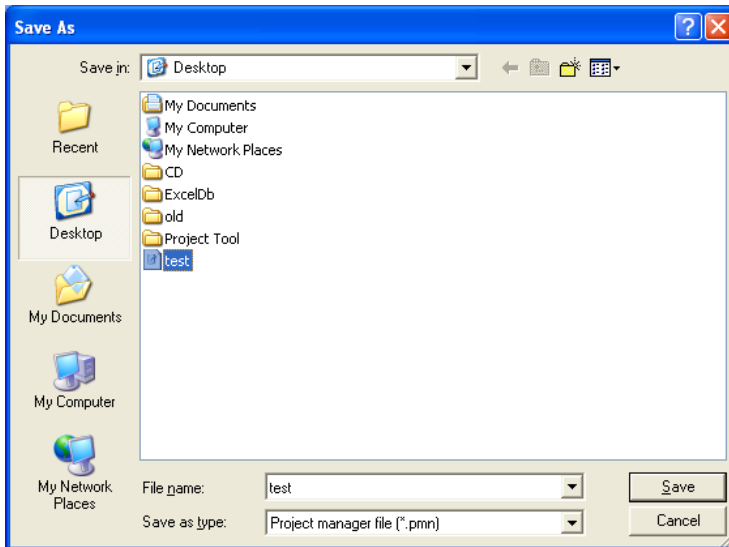 Save As
Save in:
Desktop
Recent
Desktop
My Documents
My Computer
My Network
Places
My Documents
My Computer
My Network Places
CD
ExcelDb
old
Project Tool
test
File name:
test
Save
Save as type:
Project manager file (*.pmn)
Cancel